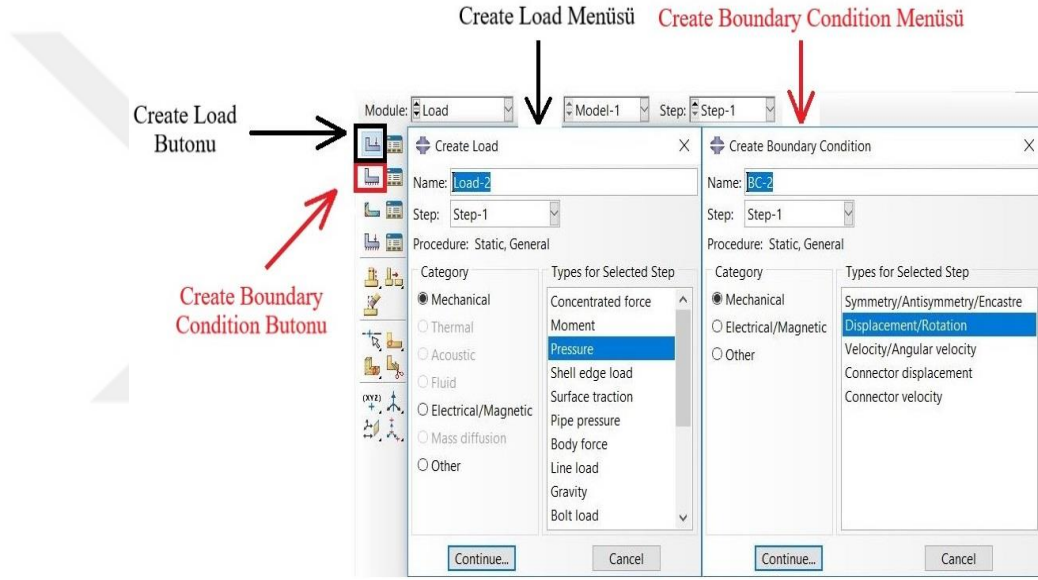 Create Load Menüsü
Create Boundary Condition Menüsü
Create Load
Butonu
Create Boundary
Condition Butonu
Module: Load Model-1 Step: Step-1
Create Load
Name: Load-2
Step: Step-1
Procedure: Static, General
Category
Mechanical
Thermal
Acoustic
Fluid
Electrical/Magnetic
Mass diffusion
Other
Types for Selected Step
Concentrated force
Moment
Pressure
Shell edge load
Surface traction
Pipe pressure
Body force
Line load
Gravity
Bolt load
Continue...
Cancel
Create Boundary Condition
Name: BC-2
Step: Step-1
Procedure: Static, General
Category
Mechanical
Electrical/Magnetic
Other
Types for Selected Step
Symmetry/Antisymmetry/Encastre
Displacement/Rotation
Velocity/Angular velocity
Connector displacement
Connector velocity
Continue...
Cancel
(XYZ)